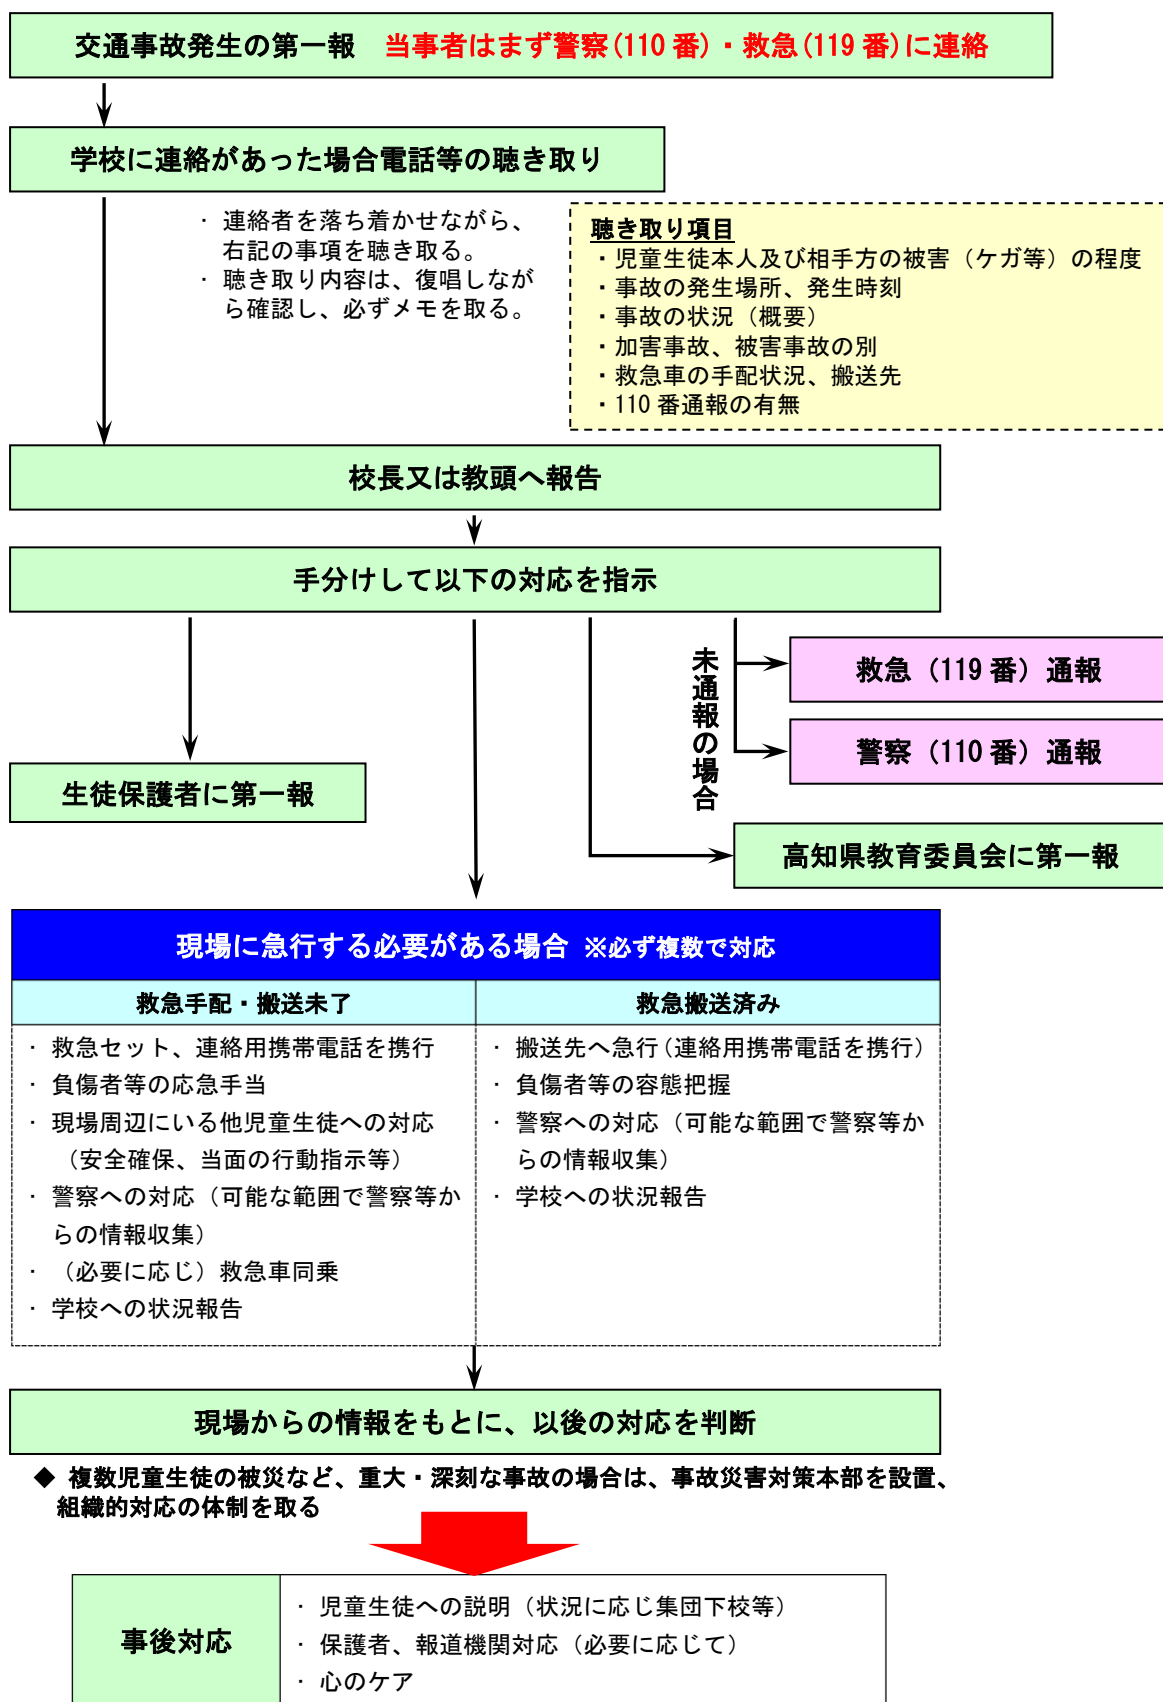 交通事故発生の第一報　当事者はまず警察(110 番)・救急(119 番)に連絡
学校に連絡があった場合電話等の聴き取り
・ 連絡者を落ち着かせながら、
右記の事項を聴き取る。
・ 聴き取り内容は、復唱しなが
ら確認し、必ずメモを取る。
聴き取り項目
・児童生徒本人及び相手方の被害（ケガ等）の程度
・事故の発生場所、発生時刻
・事故の状況（概要）
・加害事故、被害事故の別
・救急車の手配状況、搬送先
・110 番通報の有無
校長又は教頭へ報告
手分けして以下の対応を指示
未通報の場合
救急（119 番）通報
警察（110 番）通報
生徒保護者に第一報
高知県教育委員会に第一報
現場に急行する必要がある場合 ※必ず複数で対応
救急手配・搬送未了
・ 救急セット、連絡用携帯電話を携行
・ 負傷者等の応急手当
・ 現場周辺にいる他児童生徒への対応
（安全確保、当面の行動指示等）
・ 警察への対応（可能な範囲で警察等か
らの情報収集）
・ （必要に応じ）救急車同乗
・ 学校への状況報告
救急搬送済み
・ 搬送先へ急行（連絡用携帯電話を携行）
・ 負傷者等の容態把握
・ 警察への対応（可能な範囲で警察等か
らの情報収集）
・ 学校への状況報告
現場からの情報をもとに、以後の対応を判断
◆ 複数児童生徒の被災など、重大・深刻な事故の場合は、事故災害対策本部を設置、
組織的対応の体制を取る
事後対応
・ 児童生徒への説明（状況に応じ集団下校等）
・ 保護者、報道機関対応（必要に応じて）
・ 心のケア